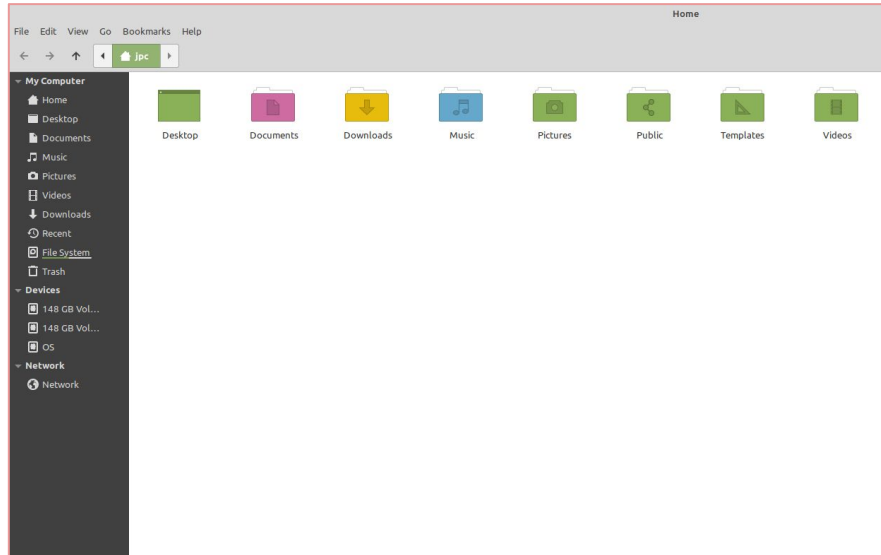 Home
File Edit View Go Bookmarks Help
jpc
My Computer
Home
Desktop
Documents
Music
Pictures
Videos
Downloads
Recent
File System
Trash
Devices
148 GB Vol...
148 GB Vol...
OS
Network
Network
Desktop Documents Downloads Music Pictures Public Templates Videos